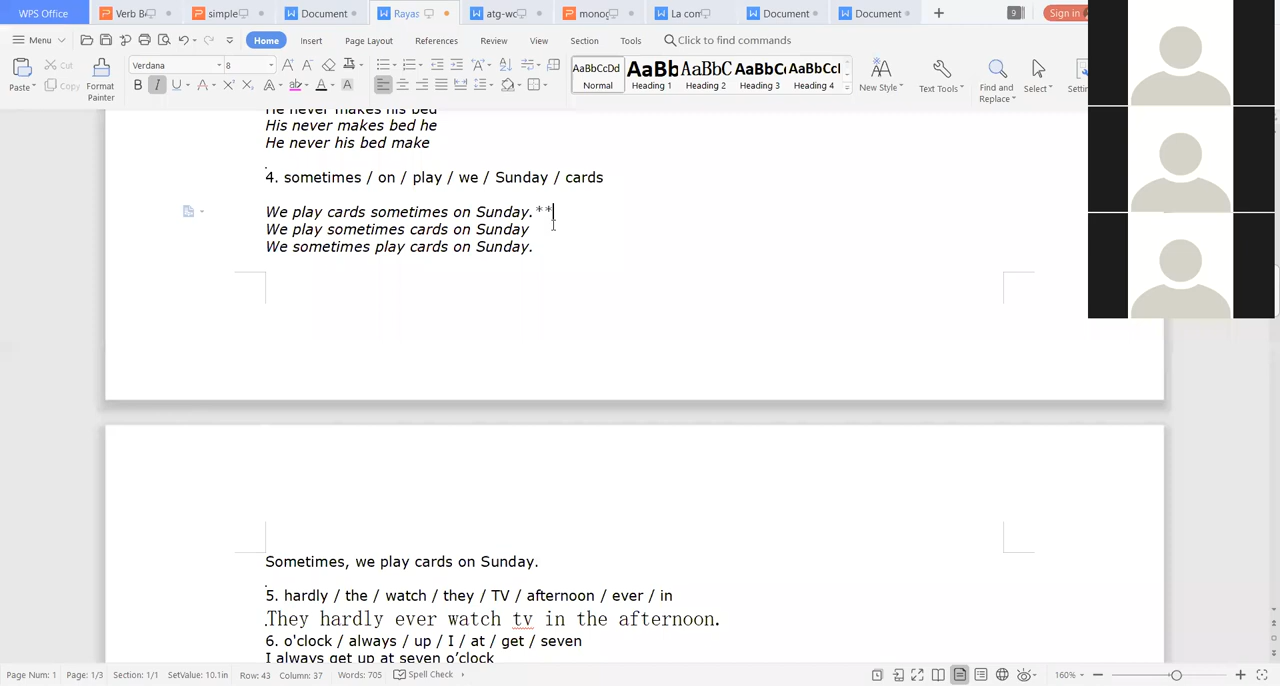 WPS Office
Verb B
simple
Document
Rayas
atg-wo
monog
La com
Document
Document
9
Sign in
Menu
Home
Insert
Page Layout
References
Review
View
Section
Tools
Click to find commands
Paste
Cut
Copy
Format
Painter
Verdana
8
AaBbCcDd
Normal
AaBb
Heading 1
AaBbC
Heading 2
AaBbC
Heading 3
AaBbCcI
Heading 4
New Style
Text Tools
Find and
Replace
Select
He never makes his bed
His never makes bed he
He never his bed make
4. sometimes / on / play / we / Sunday / cards
We play cards sometimes on Sunday.**
We play sometimes cards on Sunday
We sometimes play cards on Sunday.
Sometimes, we play cards on Sunday.
5. hardly / the / watch / they / TV / afternoon / ever / in
They hardly ever watch tv in the afternoon.
6. o'clock / always / up / I / at / get / seven
I always get up at seven o’clock
Page Num: 1
Page: 1/3
Section: 1/1
SetValue: 10.1in
Row: 43
Column: 37
Words: 705
Spell Check
160%